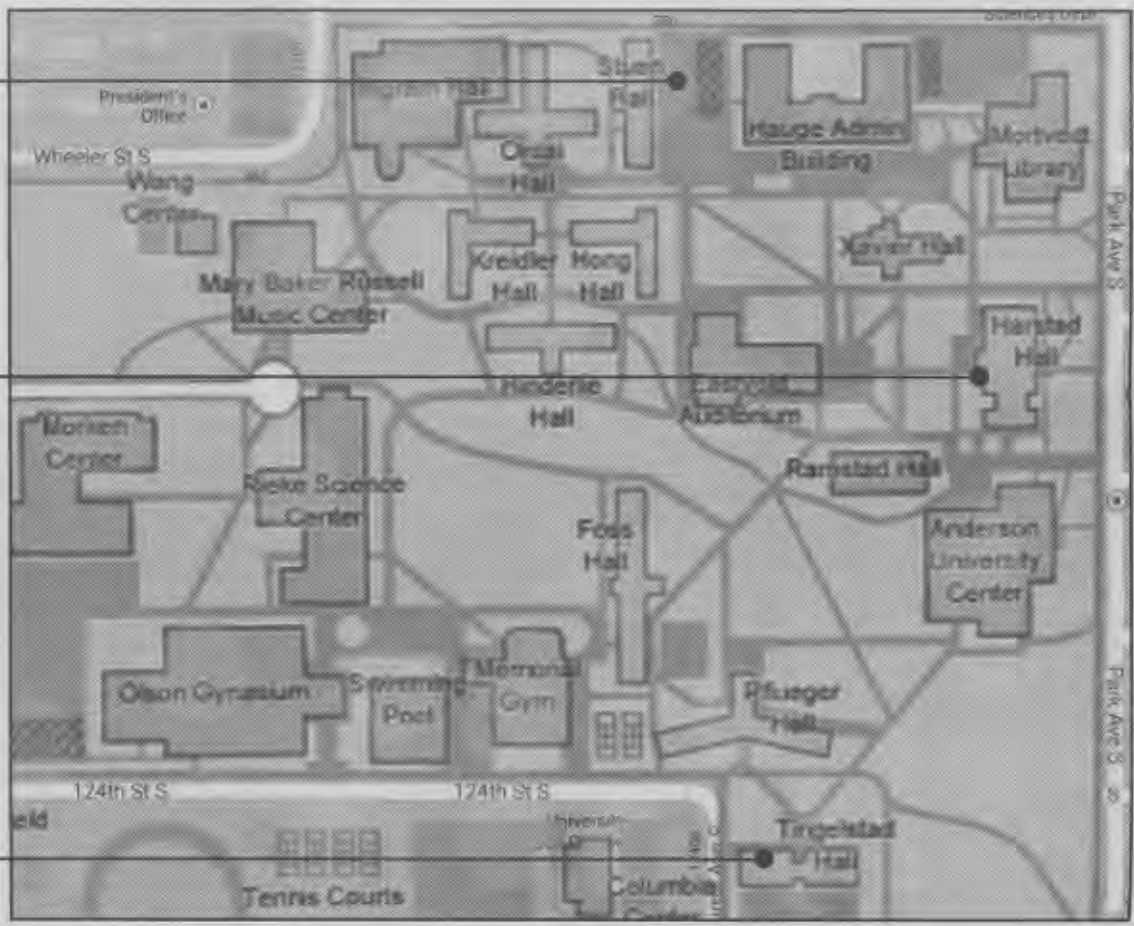 President's
Office
Wheeler St S
Wang
Center
Mary Baker Russell
Music Center
Ordal
Hall
Stuen
Hall
Hauge Admin
Building
Mortvedt
Library
Park Ave S
Kreidler
Hall
Hong
Hall
Xavier Hall
Harstad
Hall
Hinderlie
Hall
Eastvold
Auditorium
Morken
Center
Rieke Science
Center
Ramstad Hall
Foss
Hall
Anderson
University
Center
Olson Gynasium
Swimming
Pool
Memorial
Gym
Pflueger
Hall
Park Ave S
124th St S
124th St S
Tingelstad
Hall
Tennis Courts
Columbia
Center